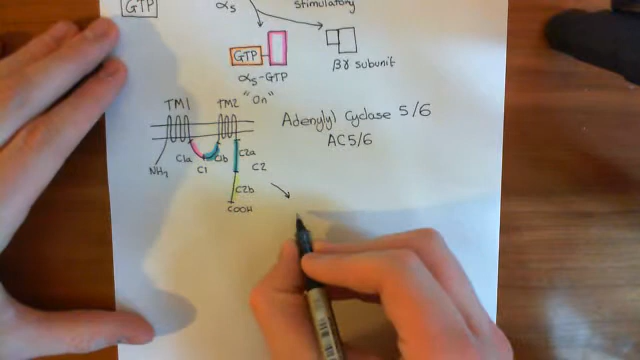 GTP
αs
stimulatory
GTP
αs-GTP
"On"
βγ subunit
TM1
TM2
Adenylyl Cyclase 5/6
AC5/6
C1a
C1
C1b
C2a
C2
C2b
NH2
COOH